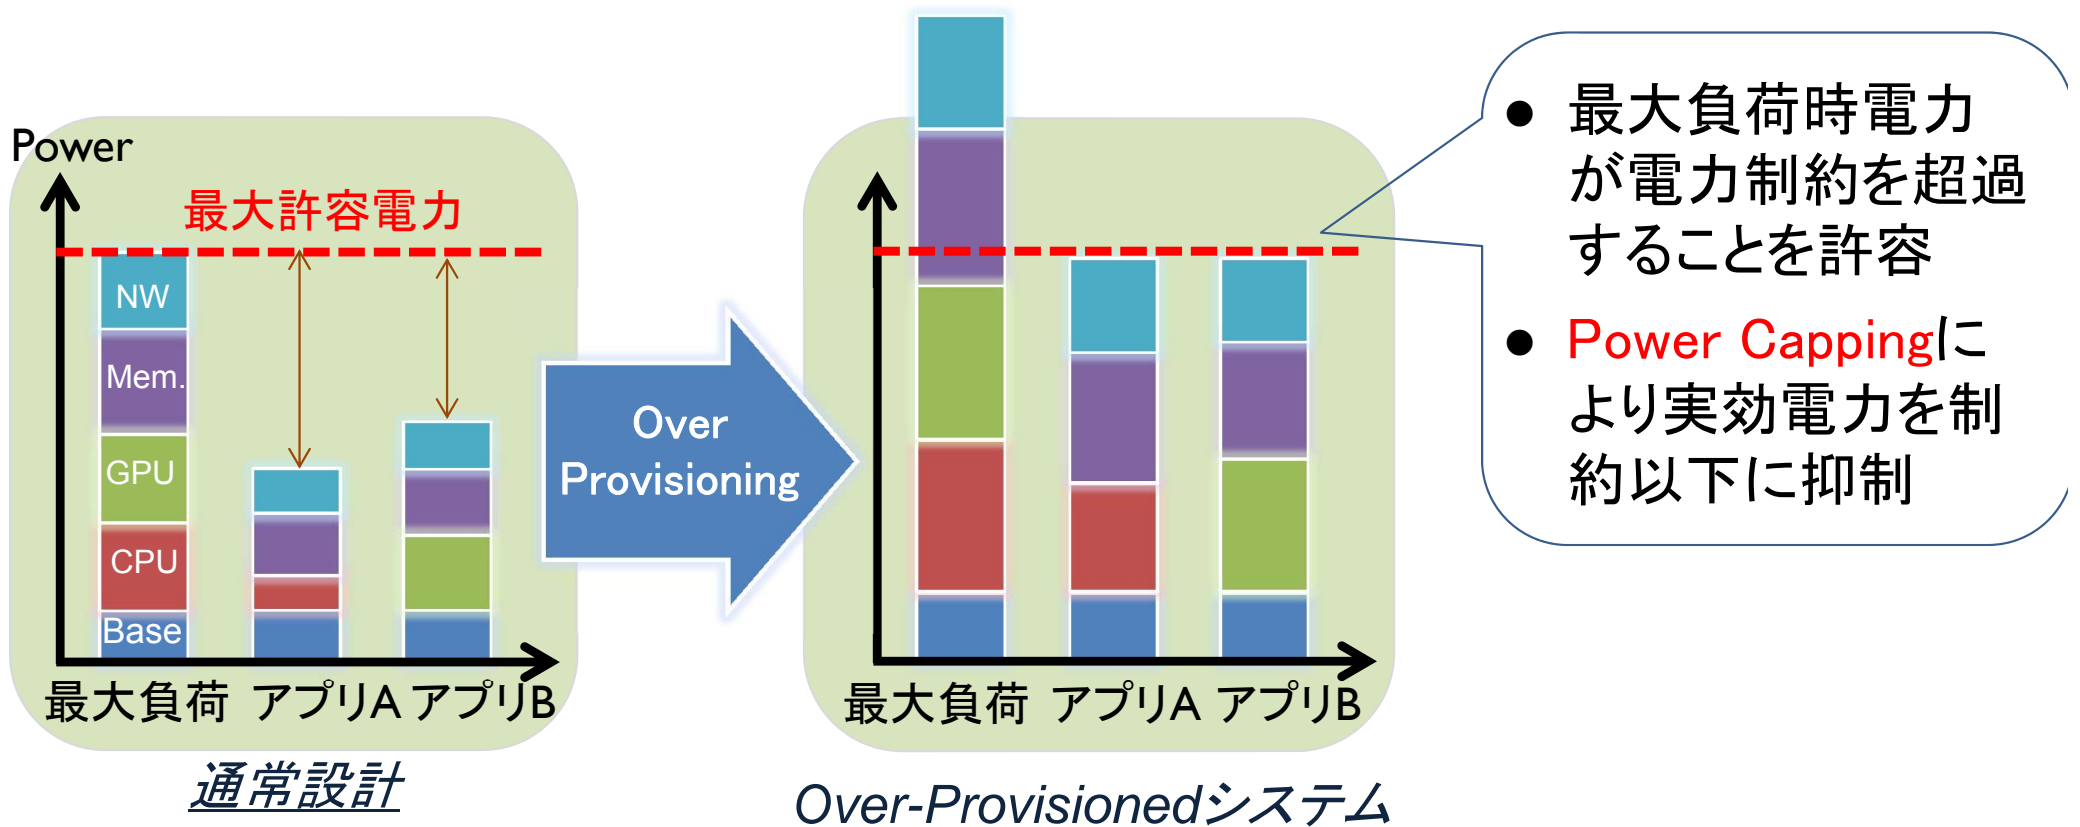 Power
最大許容電力
NW
Mem.
GPU
CPU
Base
最大負荷 アプリA アプリB
通常設計
Over
Provisioning
最大負荷 アプリA アプリB
Over-Provisionedシステム
● 最大負荷時電力
が電力制約を超過
することを許容
● Power Cappingに
より実効電力を制
約以下に抑制